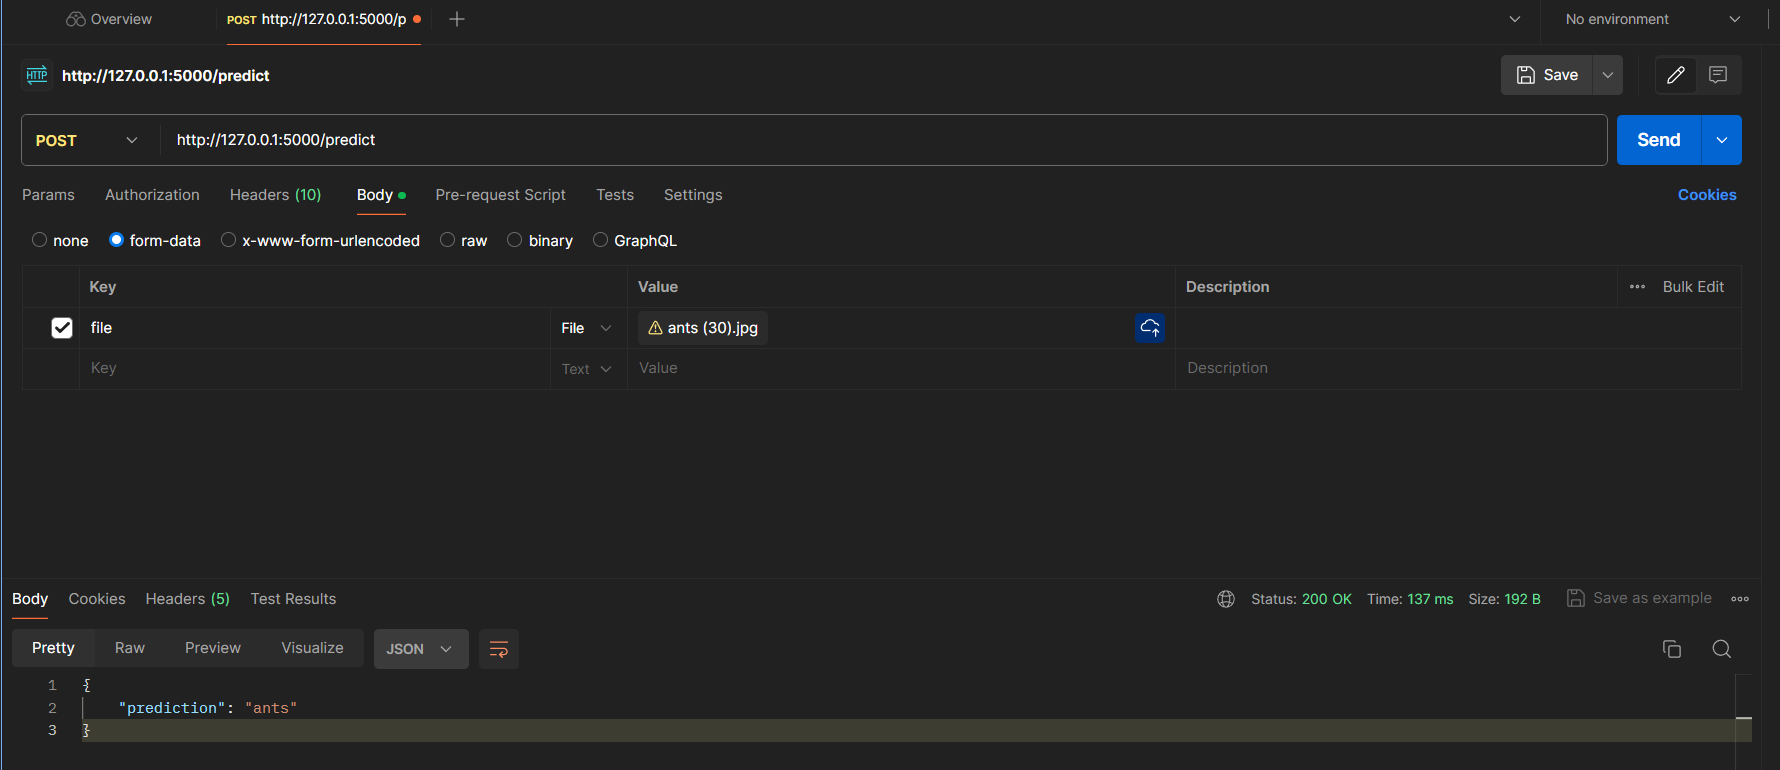 Overview POST http://127.0.0.1:5000/p No environment
HTTP http://127.0.0.1:5000/predict Save
POST http://127.0.0.1:5000/predict Send
Params Authorization Headers (10) Body Pre-request Script Tests Settings Cookies
none form-data x-www-form-urlencoded raw binary GraphQL
Key Value Description Bulk Edit
file File ants (30).jpg
Key Text Value Description
Body Cookies Headers (5) Test Results Status: 200 OK Time: 137 ms Size: 192 B Save as example
Pretty Raw Preview Visualize JSON
1 {
2 "prediction": "ants"
3 }